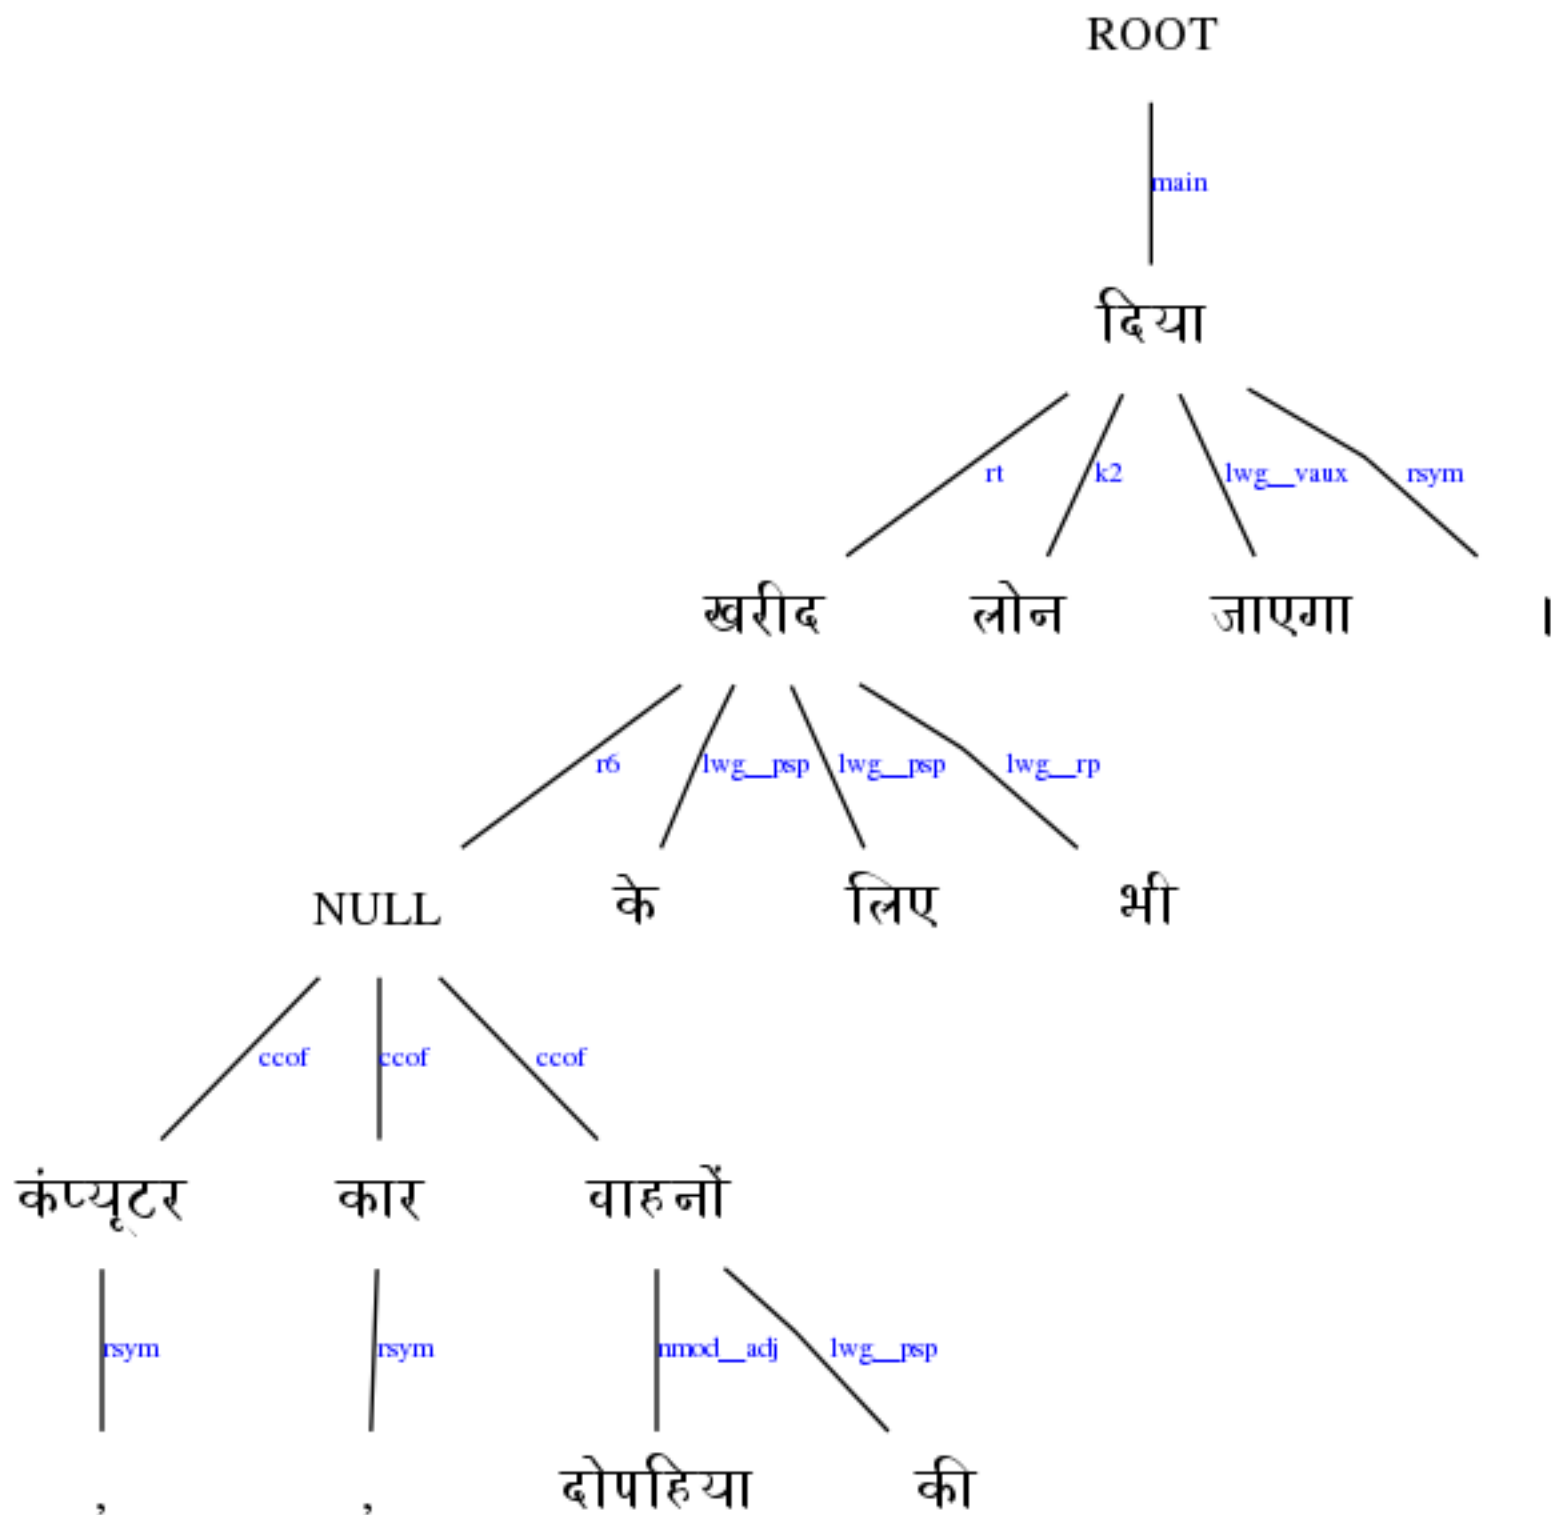 ROOT
main
दिया
rt k2 lwg__vaux rsym
खरीद लोन जाएगा ।
r6 lwg__psp lwg__psp lwg__rp
NULL के लिए भी
ccof ccof ccof
कंप्यूटर कार वाहनों
rsym rsym nmod__adj lwg__psp
, , दोपहिया की